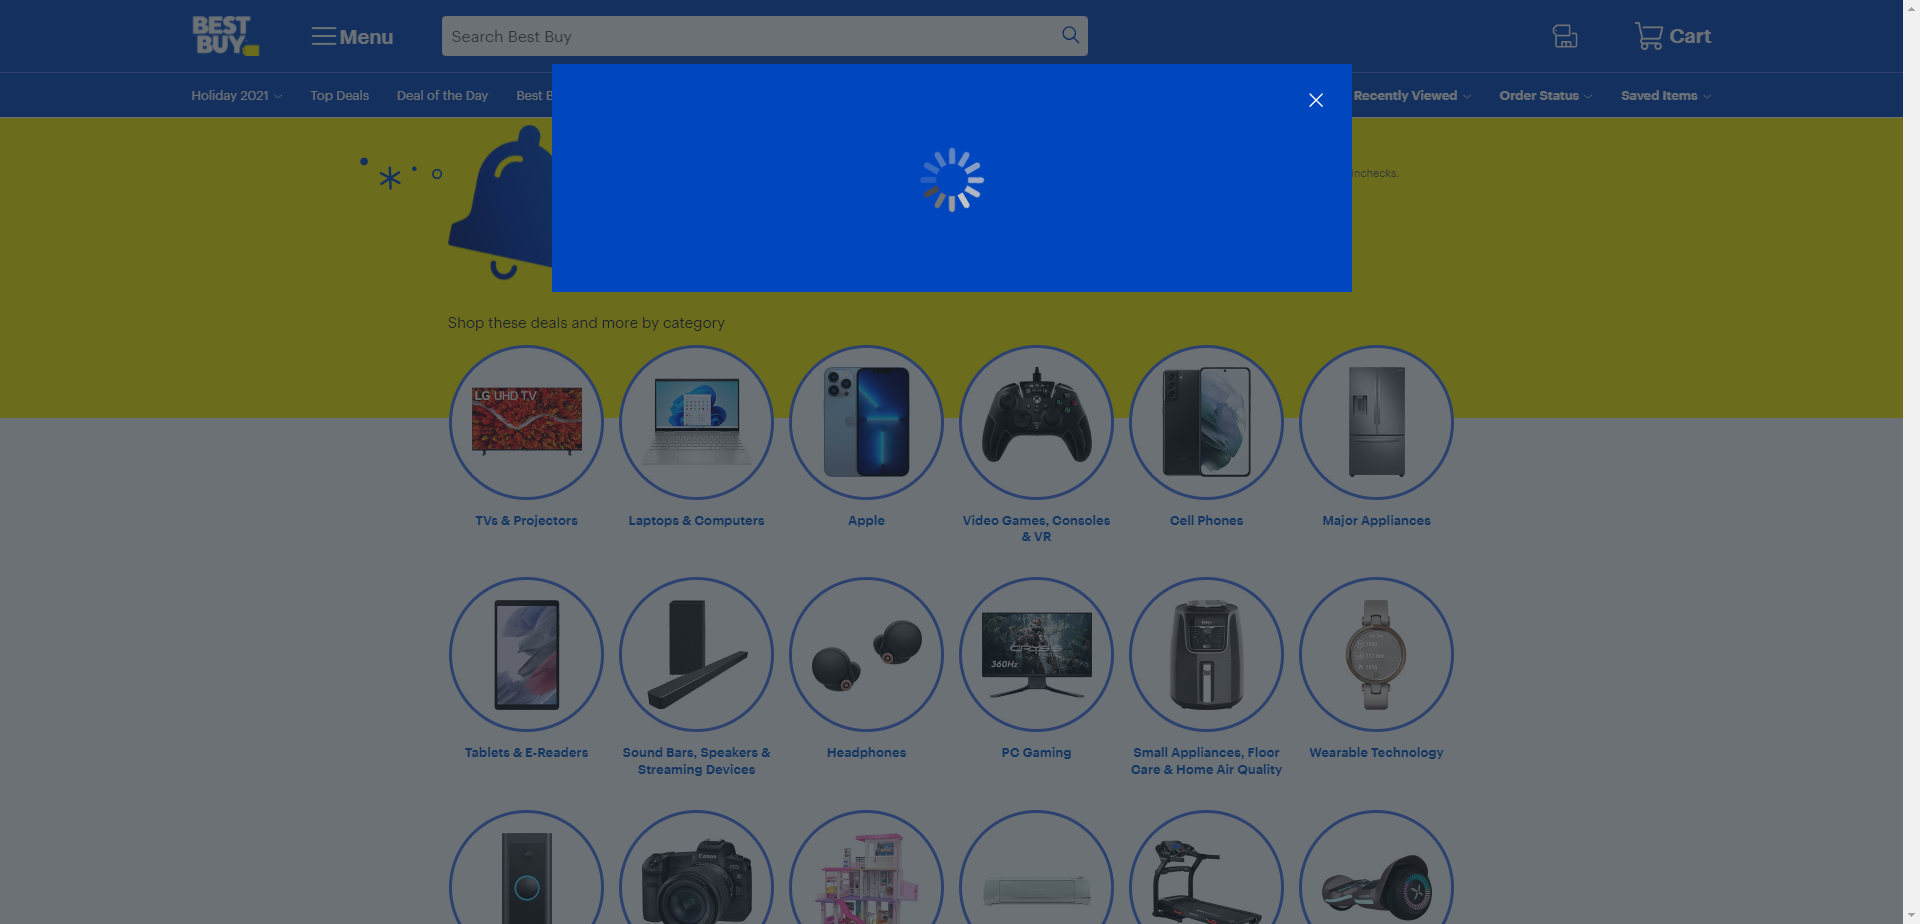 BEST
BUY
Menu
Search Best Buy
Cart
Holiday 2021
Top Deals
Deal of the Day
Best B
Recently Viewed
Order Status
Saved Items
inchecks.
Shop these deals and more by category
LG UHD TV
TVs & Projectors
Laptops & Computers
Apple
Video Games, Consoles
& VR
Cell Phones
Major Appliances
CRYSIS
360Hz
Tablets & E-Readers
Sound Bars, Speakers &
Streaming Devices
Headphones
PC Gaming
Small Appliances, Floor
Care & Home Air Quality
Wearable Technology
Canon